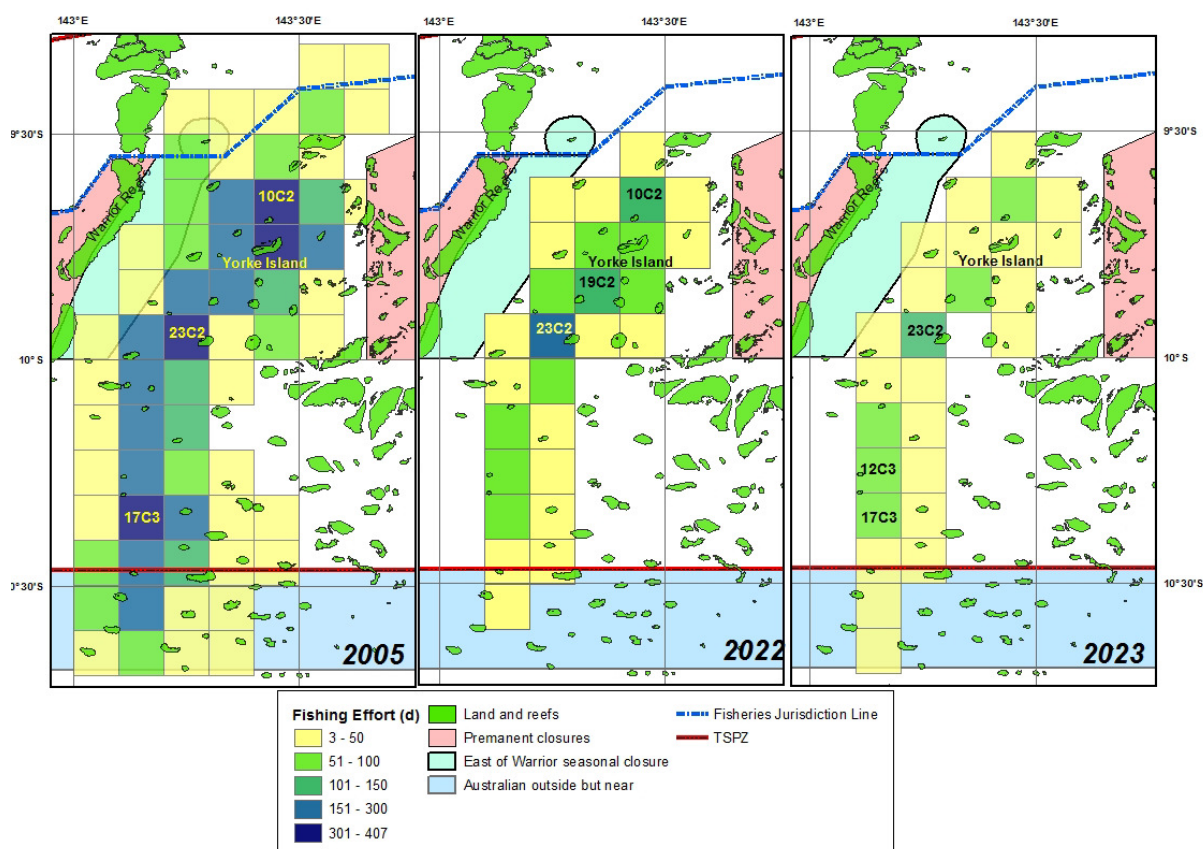 143°E
143°30'E
143°E
143°30'E
143°E
143°30'E
9°30'S
9°30'S
Warrior Reefs
10C2
Yorke Island
23C2
17C3
2005
Warrior Reefs
10C2
Yorke Island
19C2
23C2
2022
Warrior Reefs
Yorke Island
23C2
12C3
17C3
2023
10°S
10°S
0°30'S
10°30'S
Fishing Effort (d)
3 - 50
51 - 100
101 - 150
151 - 300
301 - 407
Land and reefs
Premanent closures
East of Warrior seasonal closure
Australian outside but near
Fisheries Jurisdiction Line
TSPZ